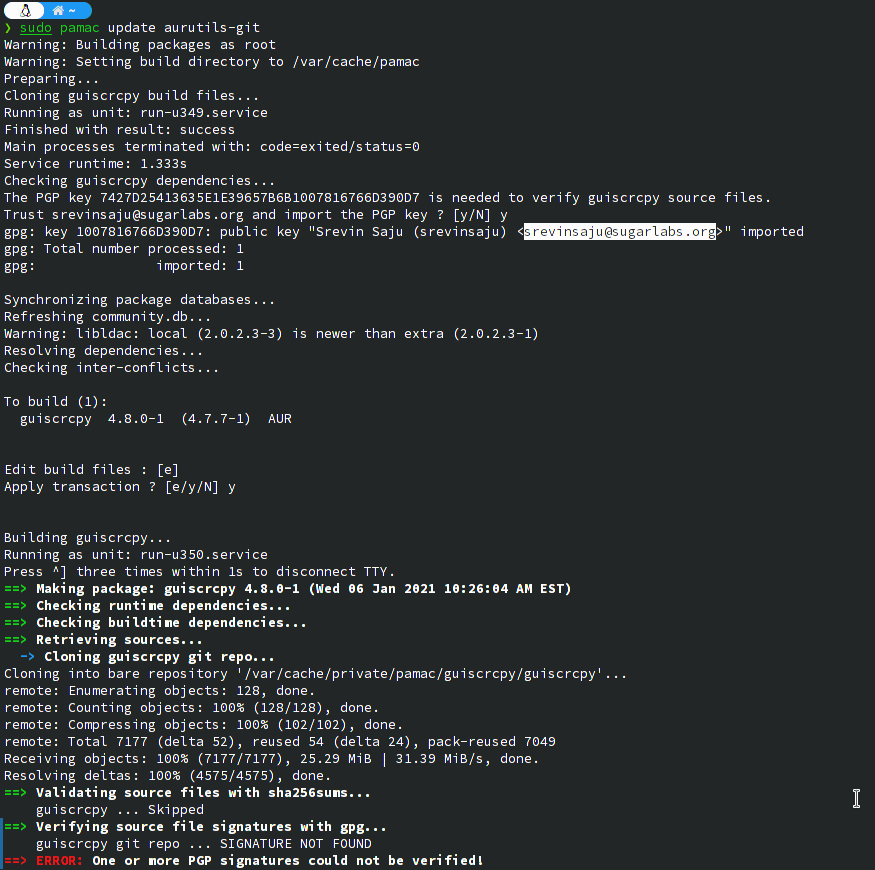 ~
❯ sudo pamac update aurutils-git
Warning: Building packages as root
Warning: Setting build directory to /var/cache/pamac
Preparing...
Cloning guiscrcpy build files...
Running as unit: run-u349.service
Finished with result: success
Main processes terminated with: code=exited/status=0
Service runtime: 1.333s
Checking guiscrcpy dependencies...
The PGP key 7427D25413635E1E39657B6B1007816766D390D7 is needed to verify guiscrcpy source files.
Trust srevinsaju@sugarlabs.org and import the PGP key ? [y/N] y
gpg: key 1007816766D390D7: public key "Srevin Saju (srevinsaju) <srevinsaju@sugarlabs.org>" imported
gpg: Total number processed: 1
gpg:               imported: 1
Synchronizing package databases...
Refreshing community.db...
Warning: libldac: local (2.0.2.3-3) is newer than extra (2.0.2.3-1)
Resolving dependencies...
Checking inter-conflicts...
To build (1):
  guiscrcpy  4.8.0-1  (4.7.7-1)  AUR
Edit build files : [e]
Apply transaction ? [e/y/N] y
Building guiscrcpy...
Running as unit: run-u350.service
Press ^] three times within 1s to disconnect TTY.
==> Making package: guiscrcpy 4.8.0-1 (Wed 06 Jan 2021 10:26:04 AM EST)
==> Checking runtime dependencies...
==> Checking buildtime dependencies...
==> Retrieving sources...
  -> Cloning guiscrcpy git repo...
Cloning into bare repository '/var/cache/private/pamac/guiscrcpy/guiscrcpy'...
remote: Enumerating objects: 128, done.
remote: Counting objects: 100% (128/128), done.
remote: Compressing objects: 100% (102/102), done.
remote: Total 7177 (delta 52), reused 54 (delta 24), pack-reused 7049
Receiving objects: 100% (7177/7177), 25.29 MiB | 31.39 MiB/s, done.
Resolving deltas: 100% (4575/4575), done.
==> Validating source files with sha256sums...
    guiscrcpy ... Skipped
==> Verifying source file signatures with gpg...
    guiscrcpy git repo ... SIGNATURE NOT FOUND
==> ERROR: One or more PGP signatures could not be verified!